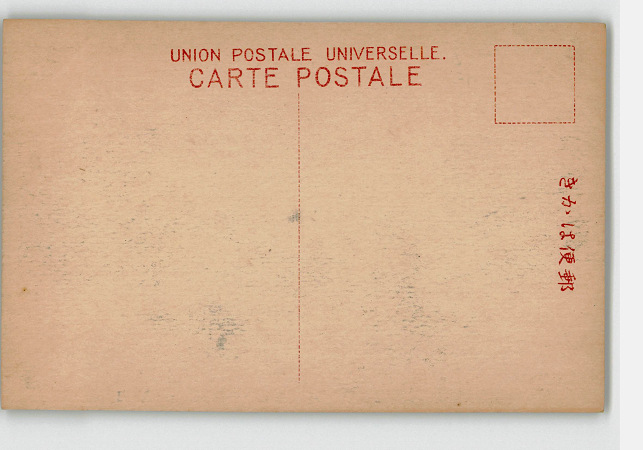 UNION POSTALE UNIVERSELLE.
CARTE POSTALE
きかは便郵